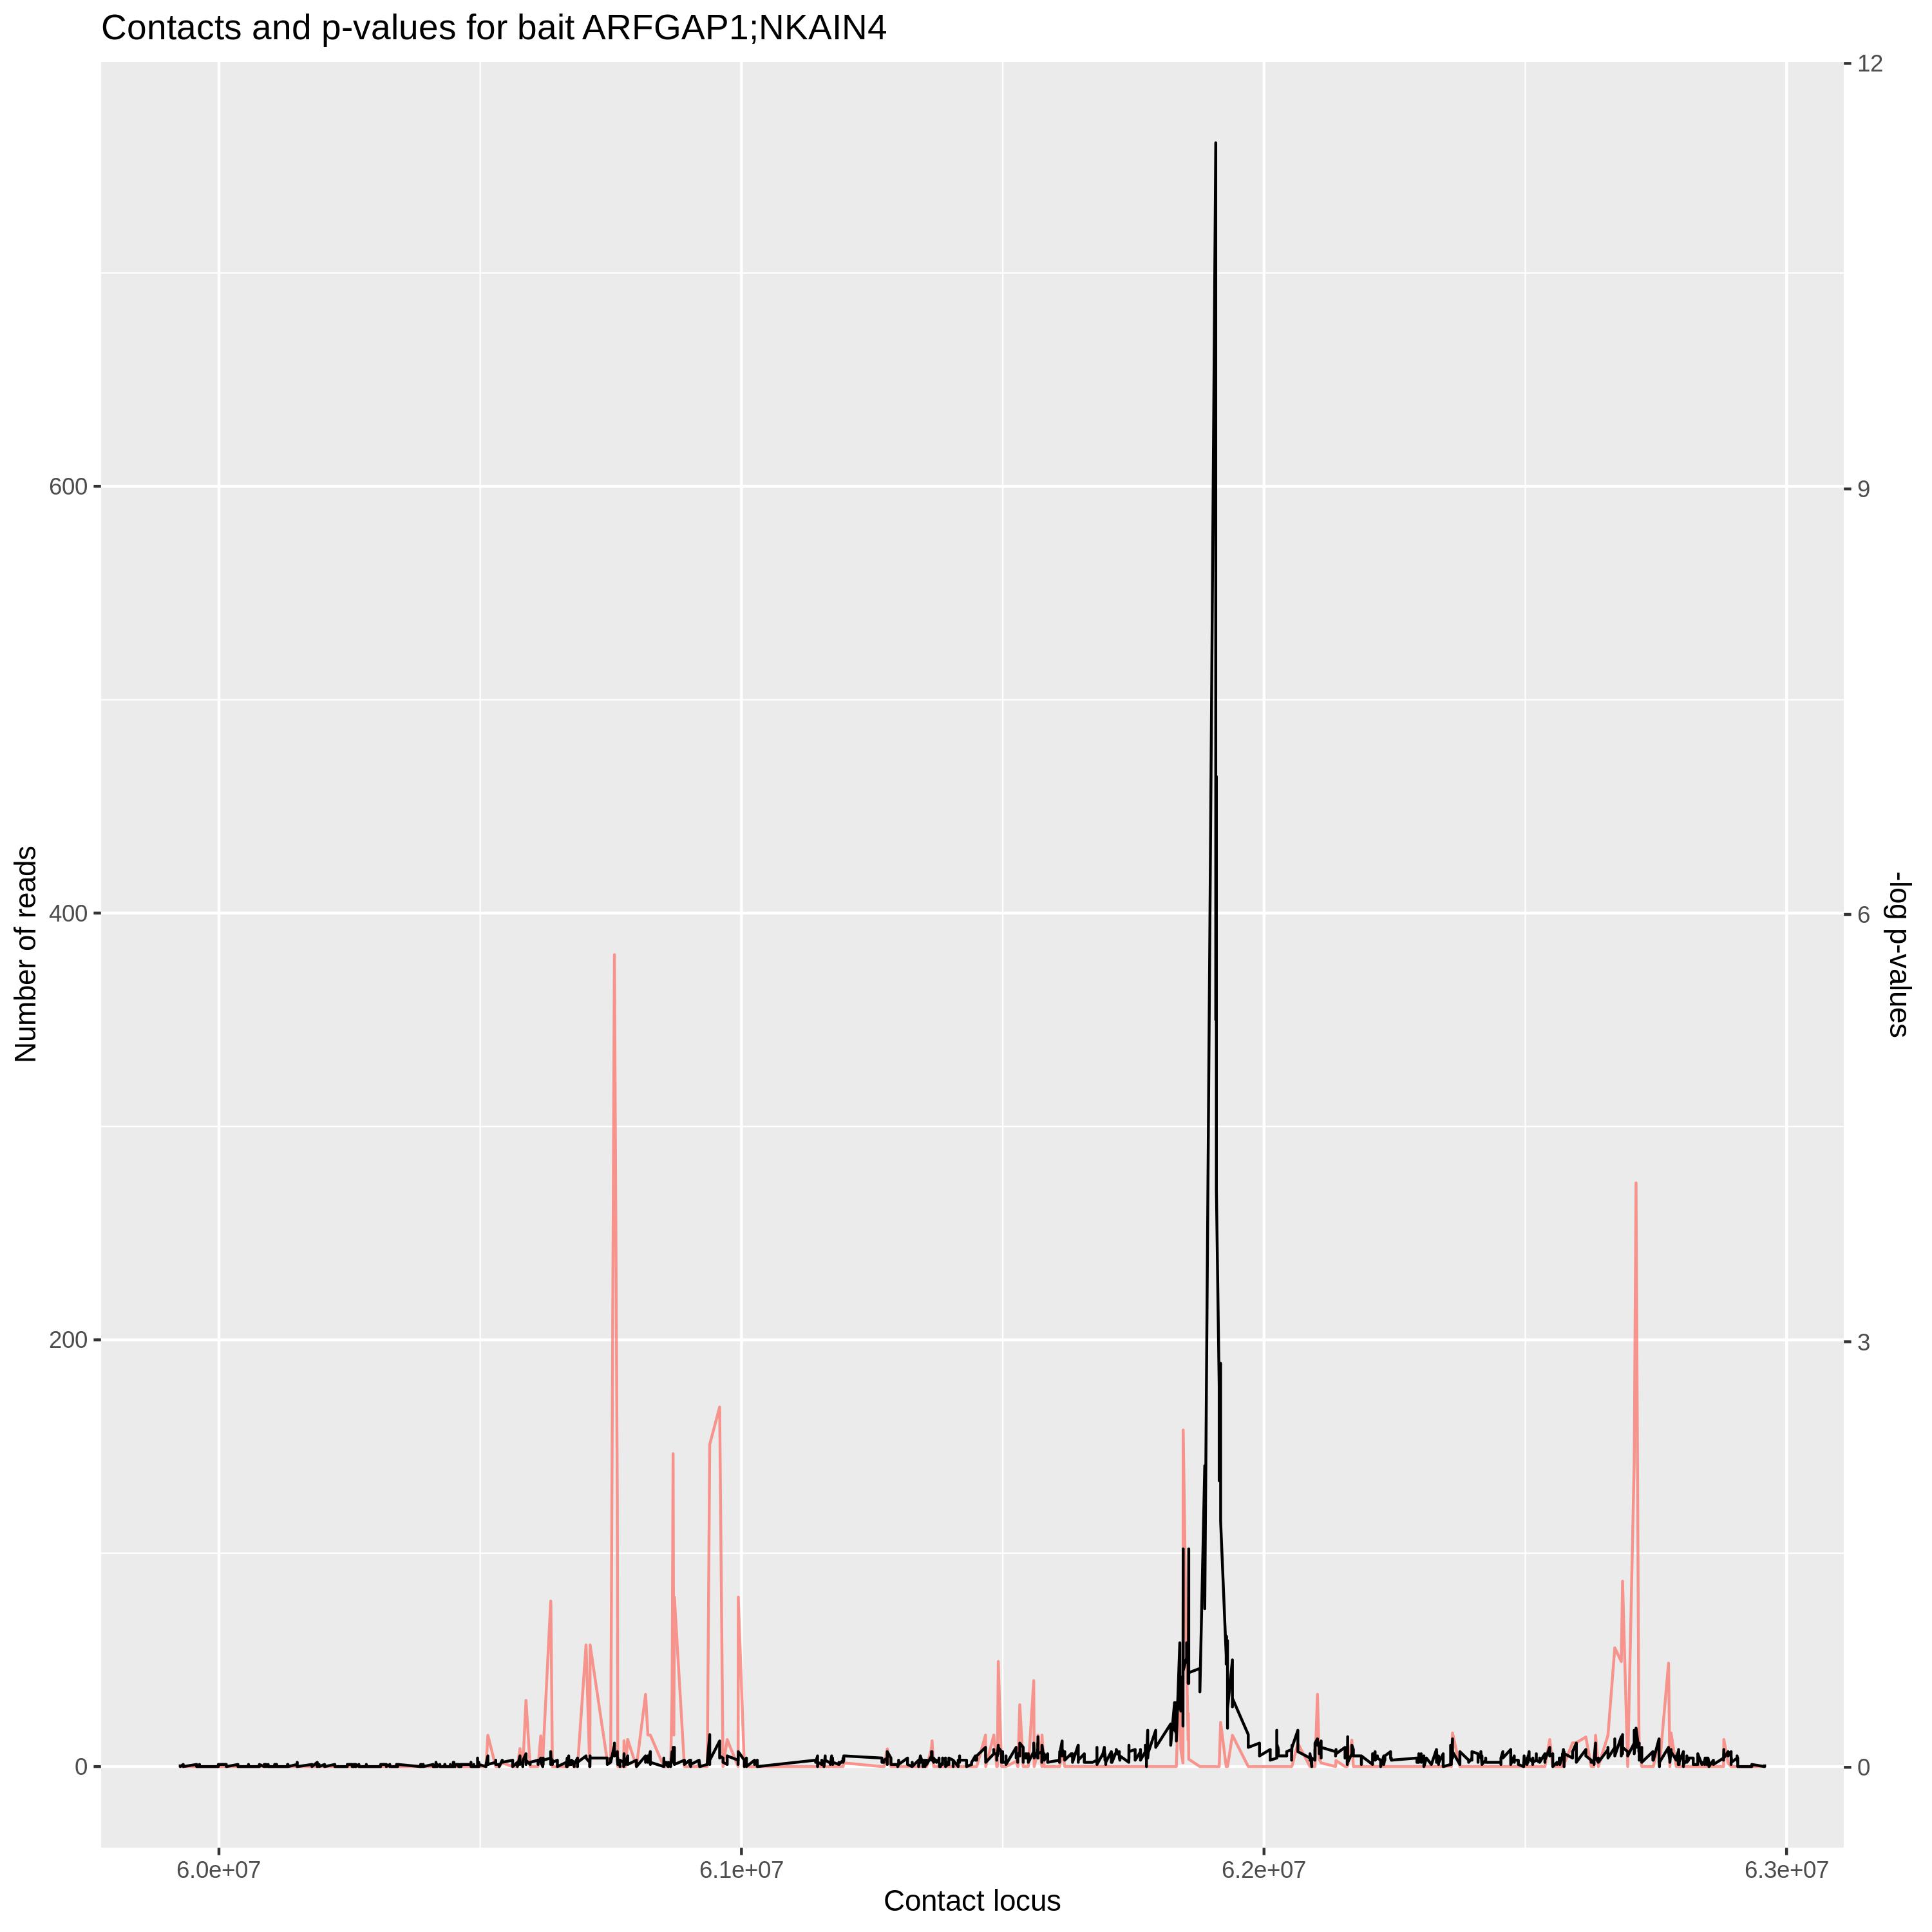 Contacts and p-values for bait ARFGAP1;NKAIN4
12
600
9
Number of reads
400
6
-log p-values
200
3
0
0
6.0e+07
6.1e+07
6.2e+07
6.3e+07
Contact locus